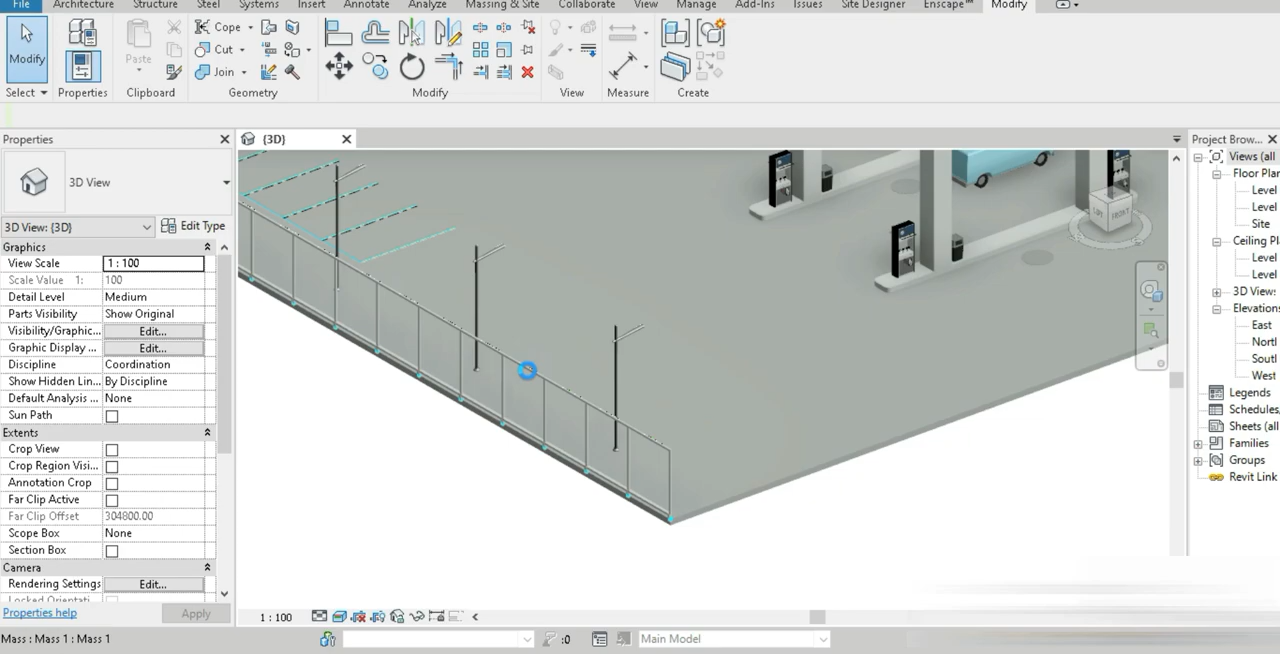 File Architecture Structure Steel Systems Insert Annotate Analyze Massing & Site Collaborate View Manage Add-Ins Issues Site Designer Enscape™ Modify
Cope
Cut
Join
Modify
Paste
Select Properties Clipboard Geometry Modify View Measure Create
Properties
{3D}
Project Brow...
3D View
3D View: {3D}
Edit Type
Graphics
View Scale 1 : 100
Scale Value 1: 100
Detail Level Medium
Parts Visibility Show Original
Visibility/Graphic... Edit...
Graphic Display ... Edit...
Discipline Coordination
Show Hidden Lin... By Discipline
Default Analysis ... None
Sun Path
Extents
Crop View
Crop Region Visi...
Annotation Crop
Far Clip Active
Far Clip Offset 304800.00
Scope Box None
Section Box
Camera
Rendering Settings Edit...
Locked Orientati
Properties help
Apply
FRONT
Views (all
Floor Plan
Level
Level
Site
Ceiling Pl
Level
Level
3D View:
Elevations
East
Nortl
Soutl
West
Legends
Schedules,
Sheets (all
Families
Groups
Revit Link
1 : 100
Mass : Mass 1 : Mass 1
:0
Main Model